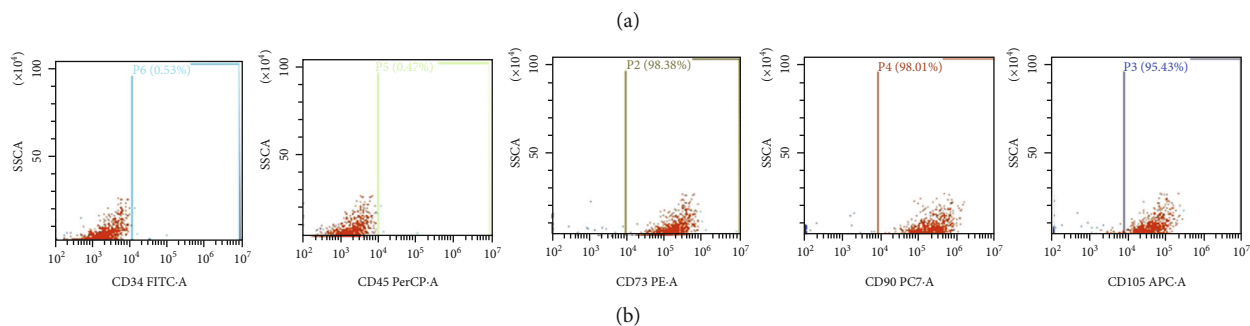 (a)
(×10⁴)
100
50
SSCA
P6 (0.53%)
10² 10³ 10⁴ 10⁵ 10⁶ 10⁷
CD34 FITC-A
(×10⁴)
100
50
SSCA
P5 (0.47%)
10² 10³ 10⁴ 10⁵ 10⁶ 10⁷
CD45 PerCP-A
(×10⁴)
100
50
SSCA
P2 (98.38%)
10² 10³ 10⁴ 10⁵ 10⁶ 10⁷
CD73 PE-A
(×10⁴)
100
50
SSCA
P4 (98.01%)
10² 10³ 10⁴ 10⁵ 10⁶ 10⁷
CD90 PC7-A
(×10⁴)
100
50
SSCA
P3 (95.43%)
10² 10³ 10⁴ 10⁵ 10⁶ 10⁷
CD105 APC-A
(b)